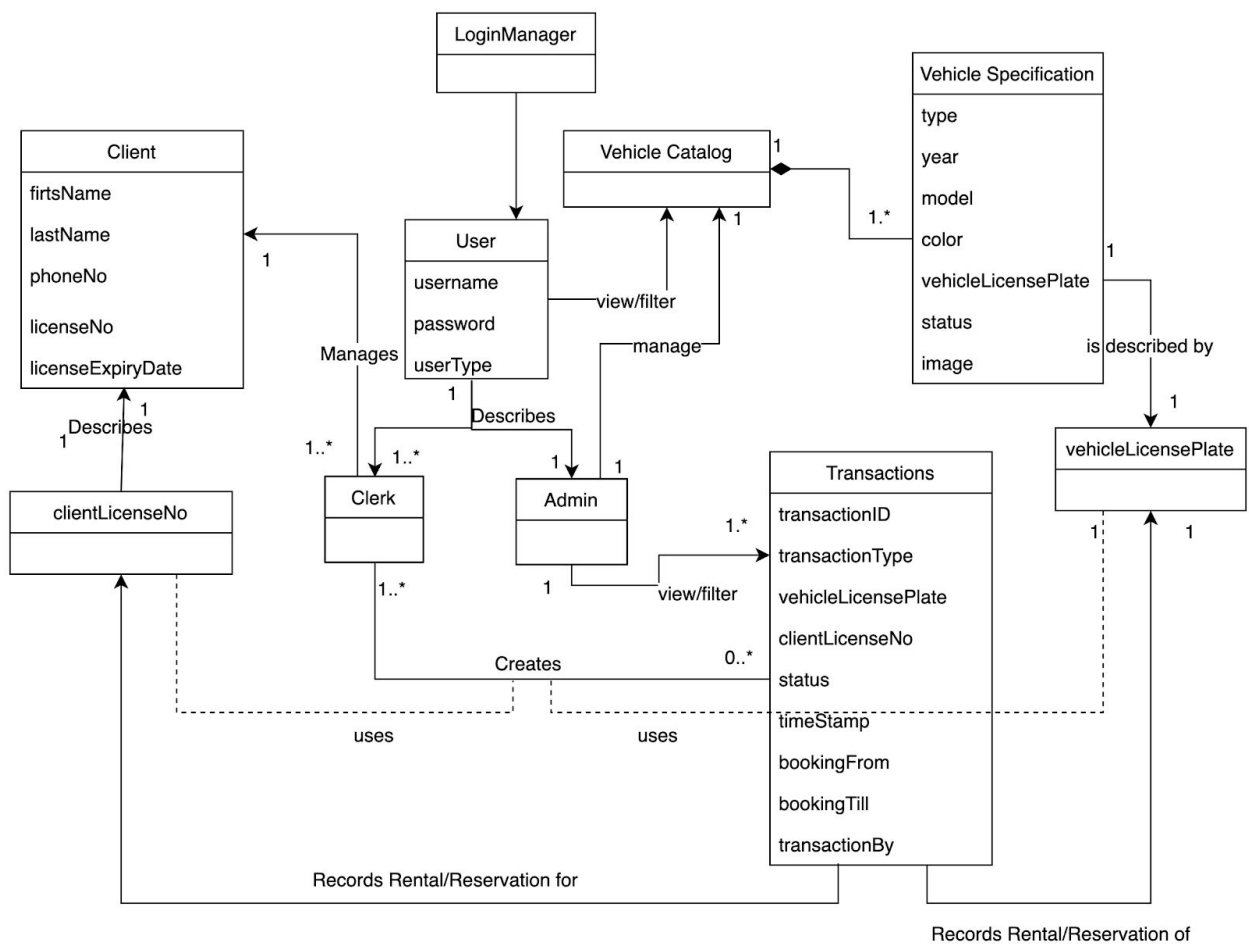 LoginManager
Vehicle Specification
type
year
model
color
vehicleLicensePlate
status
image
Client
firtsName
lastName
phoneNo
licenseNo
licenseExpiryDate
Vehicle Catalog
1
1.*
1
User
username
password
userType
view/filter
manage
1
1
Manages
is described by
1
1
Describes
1
1
Describes
1..*
1..*
1
1
1
vehicleLicensePlate
clientLicenseNo
Clerk
Admin
Transactions
transactionID
transactionType
vehicleLicensePlate
clientLicenseNo
status
timeStamp
bookingFrom
bookingTill
transactionBy
1.*
1
view/filter
1
1
1..*
Creates
0..*
uses
uses
Records Rental/Reservation for
Records Rental/Reservation of